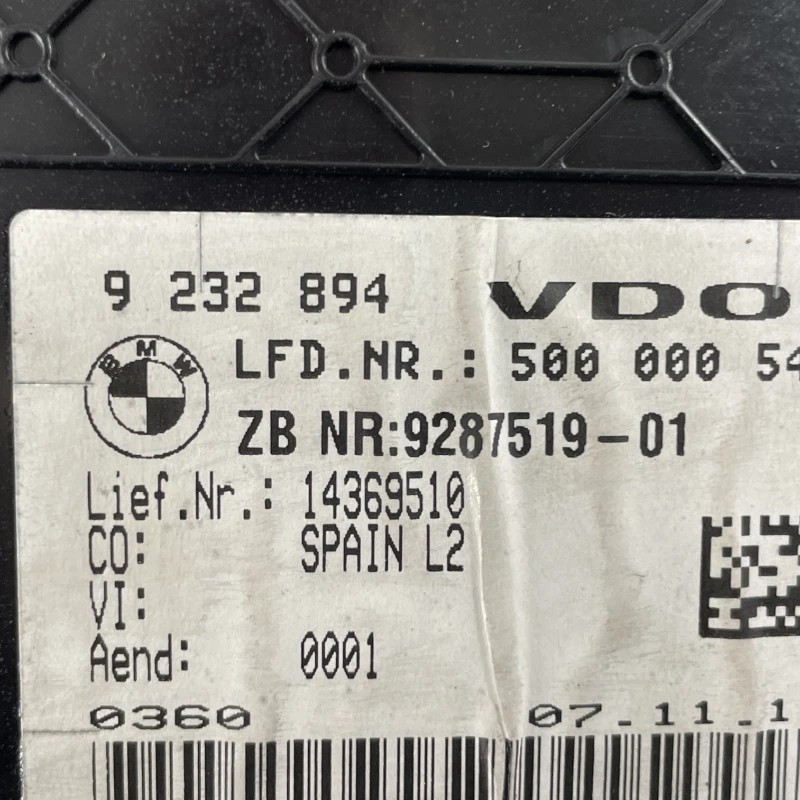 9 232 894 VDO
BMW
LFD.NR.: 500 000 54
ZB NR:9287519-01
Lief.Nr.: 14369510
CO: SPAIN L2
VI:
Aend: 0001
0360 07.11.1